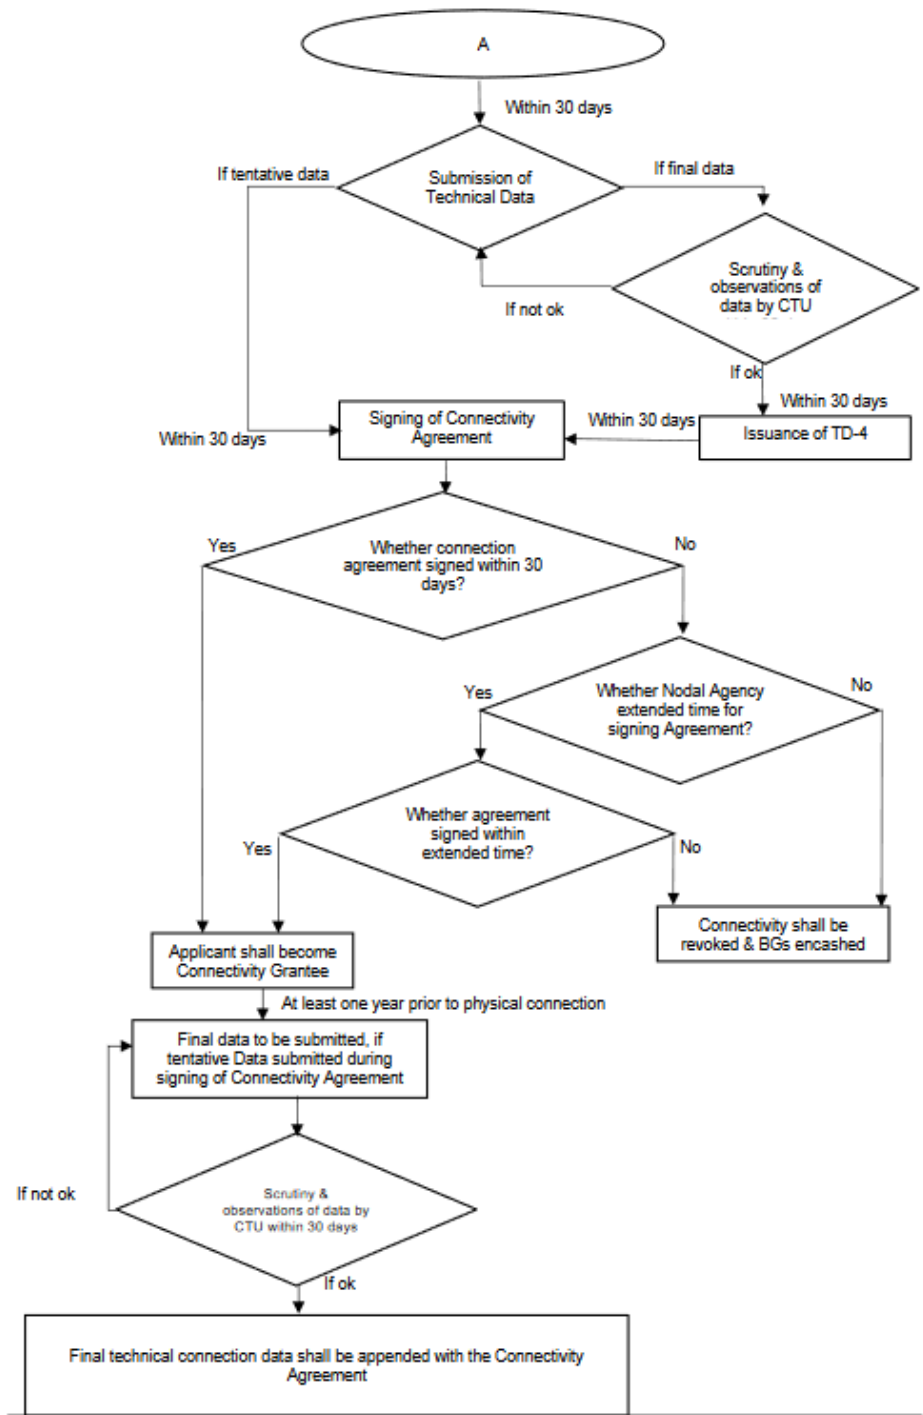 A
Within 30 days
If tentative data
Submission of
Technical Data
If final data
Scrutiny &
observations of
data by CTU
If not ok
If ok
Within 30 days
Issuance of TD-4
Within 30 days
Signing of Connectivity
Agreement
Within 30 days
Whether connection
agreement signed within 30
days?
Yes
No
Whether Nodal Agency
extended time for
signing Agreement?
Yes
No
Whether agreement
signed within
extended time?
Yes
No
Connectivity shall be
revoked & BGs encashed
Applicant shall become
Connectivity Grantee
At least one year prior to physical connection
Final data to be submitted, if
tentative Data submitted during
signing of Connectivity Agreement
Scrutiny &
observations of data by
CTU within 30 days
If not ok
If ok
Final technical connection data shall be appended with the Connectivity
Agreement